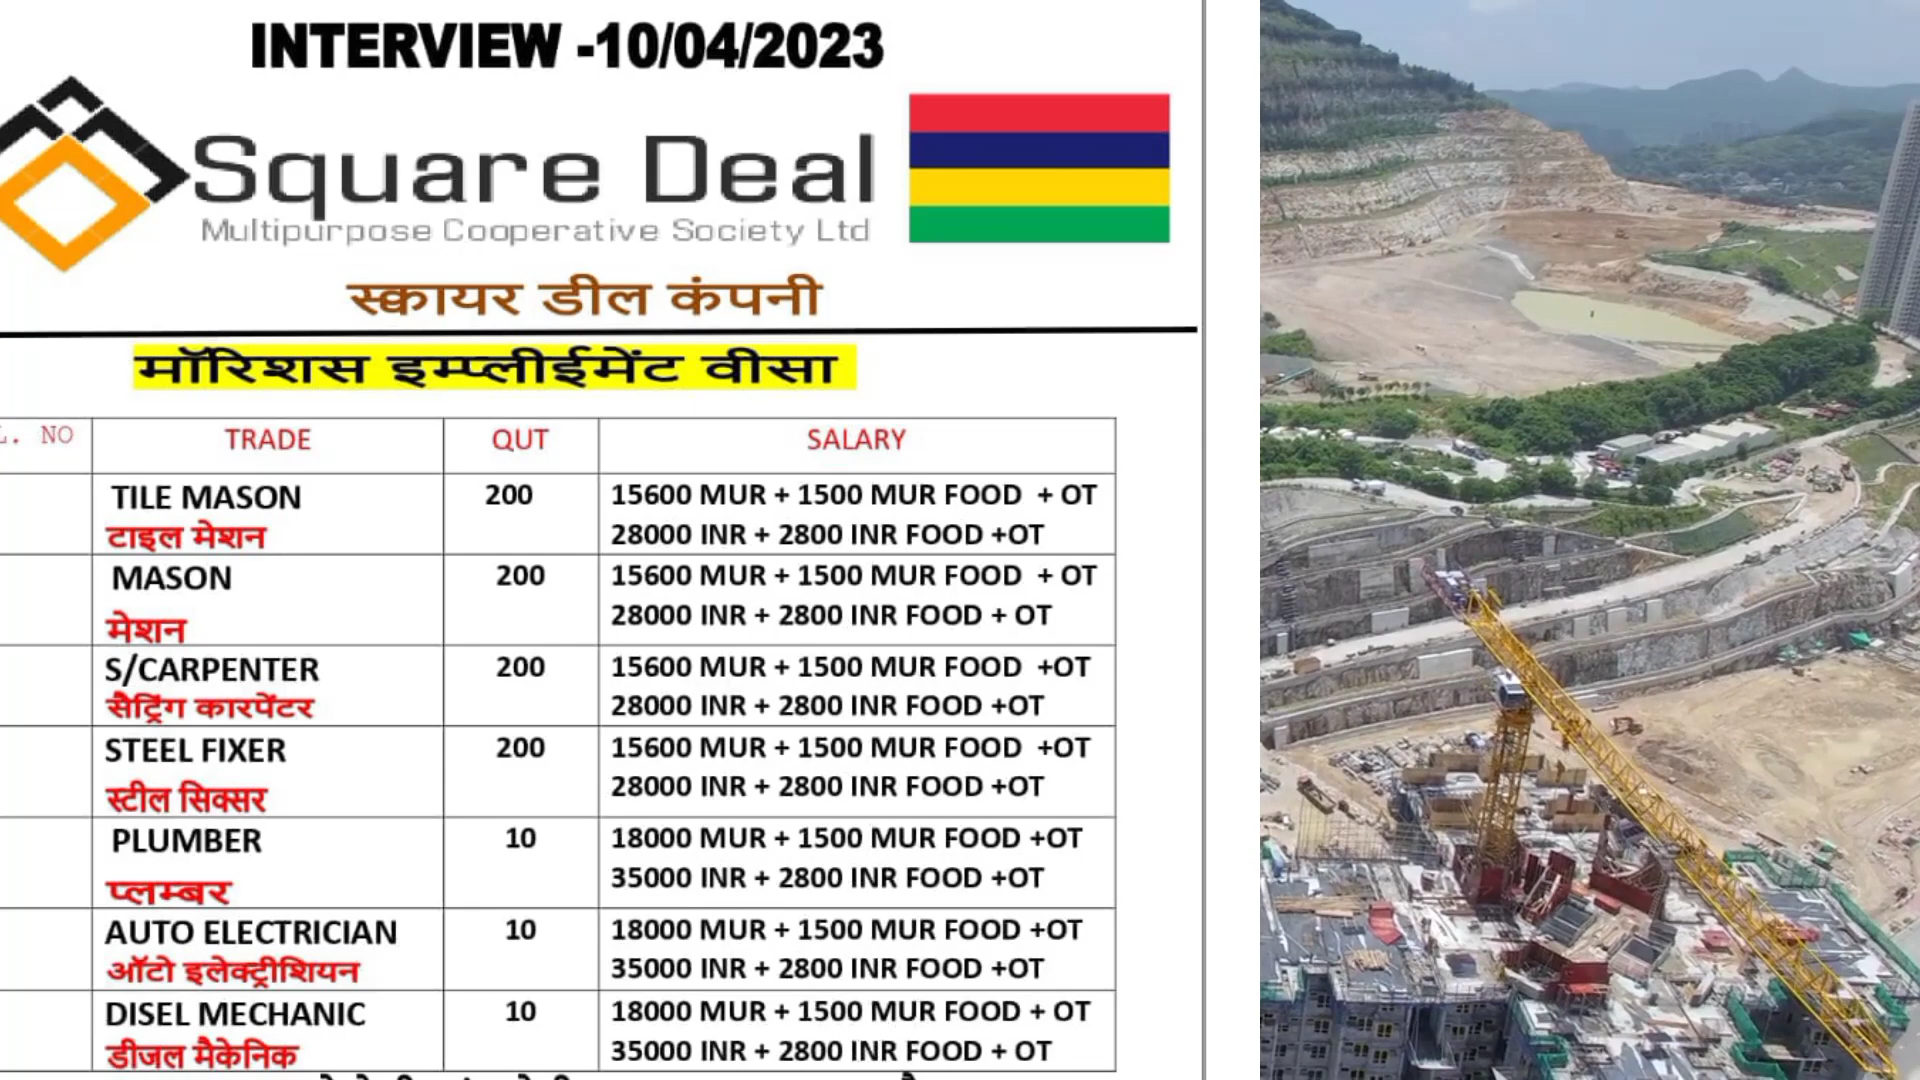 INTERVIEW -10/04/2023
Square Deal
Multipurpose Cooperative Society Ltd
स्क्वायर डील कंपनी
मॉरिशस इम्प्लीईमेंट वीसा
NO TRADE QUT SALARY
TILE MASON 200 15600 MUR + 1500 MUR FOOD + OT
टाइल मेशन 28000 INR + 2800 INR FOOD +OT
MASON 200 15600 MUR + 1500 MUR FOOD + OT
मेशन 28000 INR + 2800 INR FOOD + OT
S/CARPENTER 200 15600 MUR + 1500 MUR FOOD +OT
सैट्रिंग कारपेंटर 28000 INR + 2800 INR FOOD +OT
STEEL FIXER 200 15600 MUR + 1500 MUR FOOD +OT
स्टील सिक्सर 28000 INR + 2800 INR FOOD +OT
PLUMBER 10 18000 MUR + 1500 MUR FOOD +OT
प्लम्बर 35000 INR + 2800 INR FOOD +OT
AUTO ELECTRICIAN 10 18000 MUR + 1500 MUR FOOD +OT
ऑटो इलेक्ट्रीशियन 35000 INR + 2800 INR FOOD +OT
DISEL MECHANIC 10 18000 MUR + 1500 MUR FOOD + OT
डीजल मैकेनिक 35000 INR + 2800 INR FOOD + OT